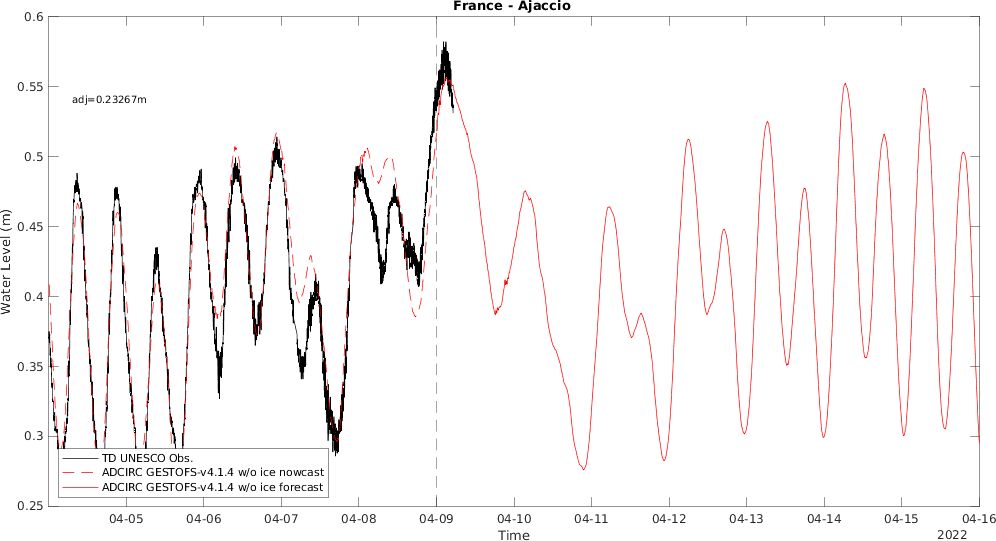 France - Ajaccio
0.6
0.55
0.5
0.45
0.4
0.35
0.3
0.25
Water Level (m)
adj=0.23267m
TD UNESCO Obs.
ADCIRC GESTOFS-v4.1.4 w/o ice nowcast
ADCIRC GESTOFS-v4.1.4 w/o ice forecast
04-05 04-06 04-07 04-08 04-09 04-10 04-11 04-12 04-13 04-14 04-15 04-16
Time
2022